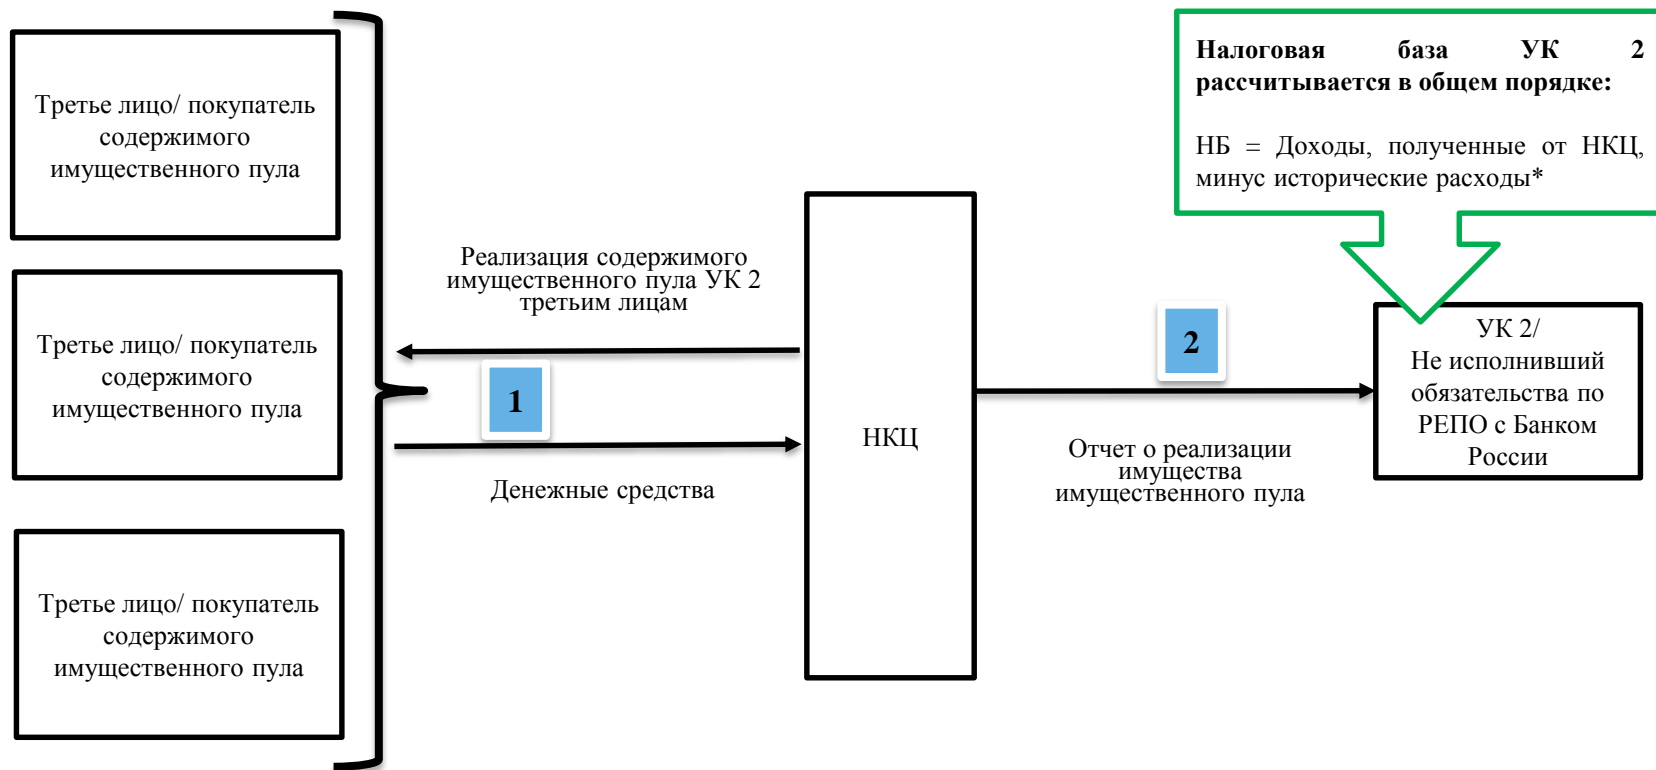 Третье лицо/ покупатель
содержимого
имущественного пула
Третье лицо/ покупатель
содержимого
имущественного пула
Третье лицо/ покупатель
содержимого
имущественного пула
Реализация содержимого
имущественного пула УК 2
третьим лицам
1
Денежные средства
НКЦ
2
Отчет о реализации
имущества
имущественного пула
Налоговая база УК 2
рассчитывается в общем порядке:
НБ = Доходы, полученные от НКЦ,
минус исторические расходы*
УК 2/
Не исполнивший
обязательства по
РЕПО с Банком
России